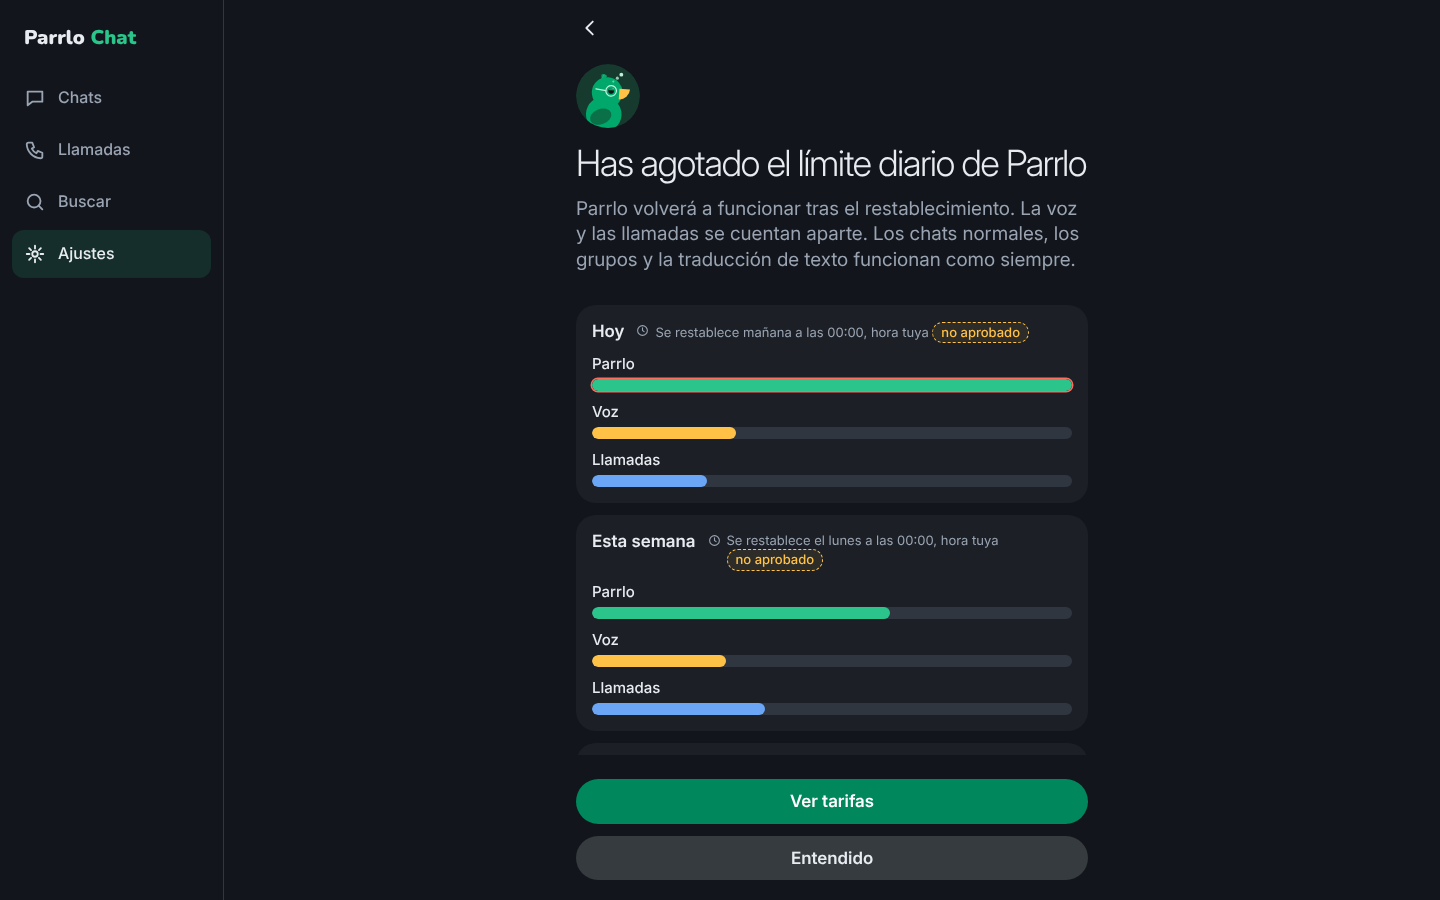 Parrlo Chat
Chats
Llamadas
Buscar
Ajustes
Has agotado el límite diario de Parrlo
Parrlo volverá a funcionar tras el restablecimiento. La voz
y las llamadas se cuentan aparte. Los chats normales, los
grupos y la traducción de texto funcionan como siempre.
Hoy Se restablece mañana a las 00:00, hora tuya no aprobado
Parrlo
Voz
Llamadas
Esta semana Se restablece el lunes a las 00:00, hora tuya
no aprobado
Parrlo
Voz
Llamadas
Ver tarifas
Entendido